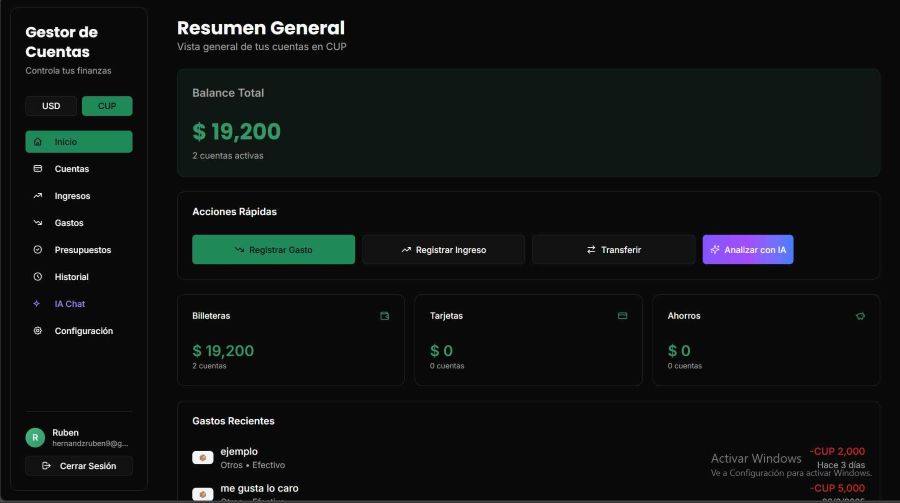 Gestor de
Cuentas
Controla tus finanzas
USD
CUP
Inicio
Cuentas
Ingresos
Gastos
Presupuestos
Historial
IA Chat
Configuración
R
Ruben
hernandzruben9@g...
Cerrar Sesión
Resumen General
Vista general de tus cuentas en CUP
Balance Total
$ 19,200
2 cuentas activas
Acciones Rápidas
Registrar Gasto
Registrar Ingreso
Transferir
Analizar con IA
Billeteras
$ 19,200
2 cuentas
Tarjetas
$ 0
0 cuentas
Ahorros
$ 0
0 cuentas
Gastos Recientes
ejemplo
Otros • Efectivo
-CUP 2,000
Hace 3 días
me gusta lo caro
Otros • Efectivo
-CUP 5,000
Activar Windows
Ve a Configuración para activar Windows.